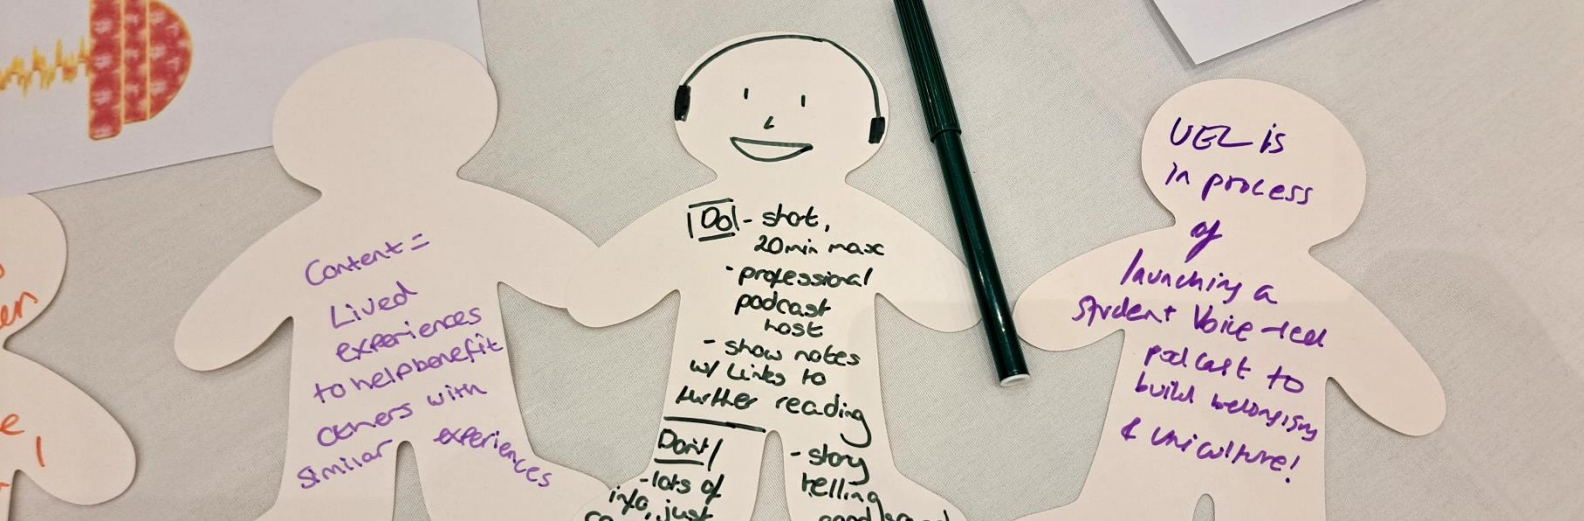 Content =
Lived
experiences
to help benefit
others with
similar experiences
Do - short,
20min max
- professional
podcast
host
- show notes
w/ links to
further reading
Don't
- lots of
info, just
- story
telling
good
UEL is
in process
of
launching a
student voice-led
podcast to
build belonging
& uni culture!
e